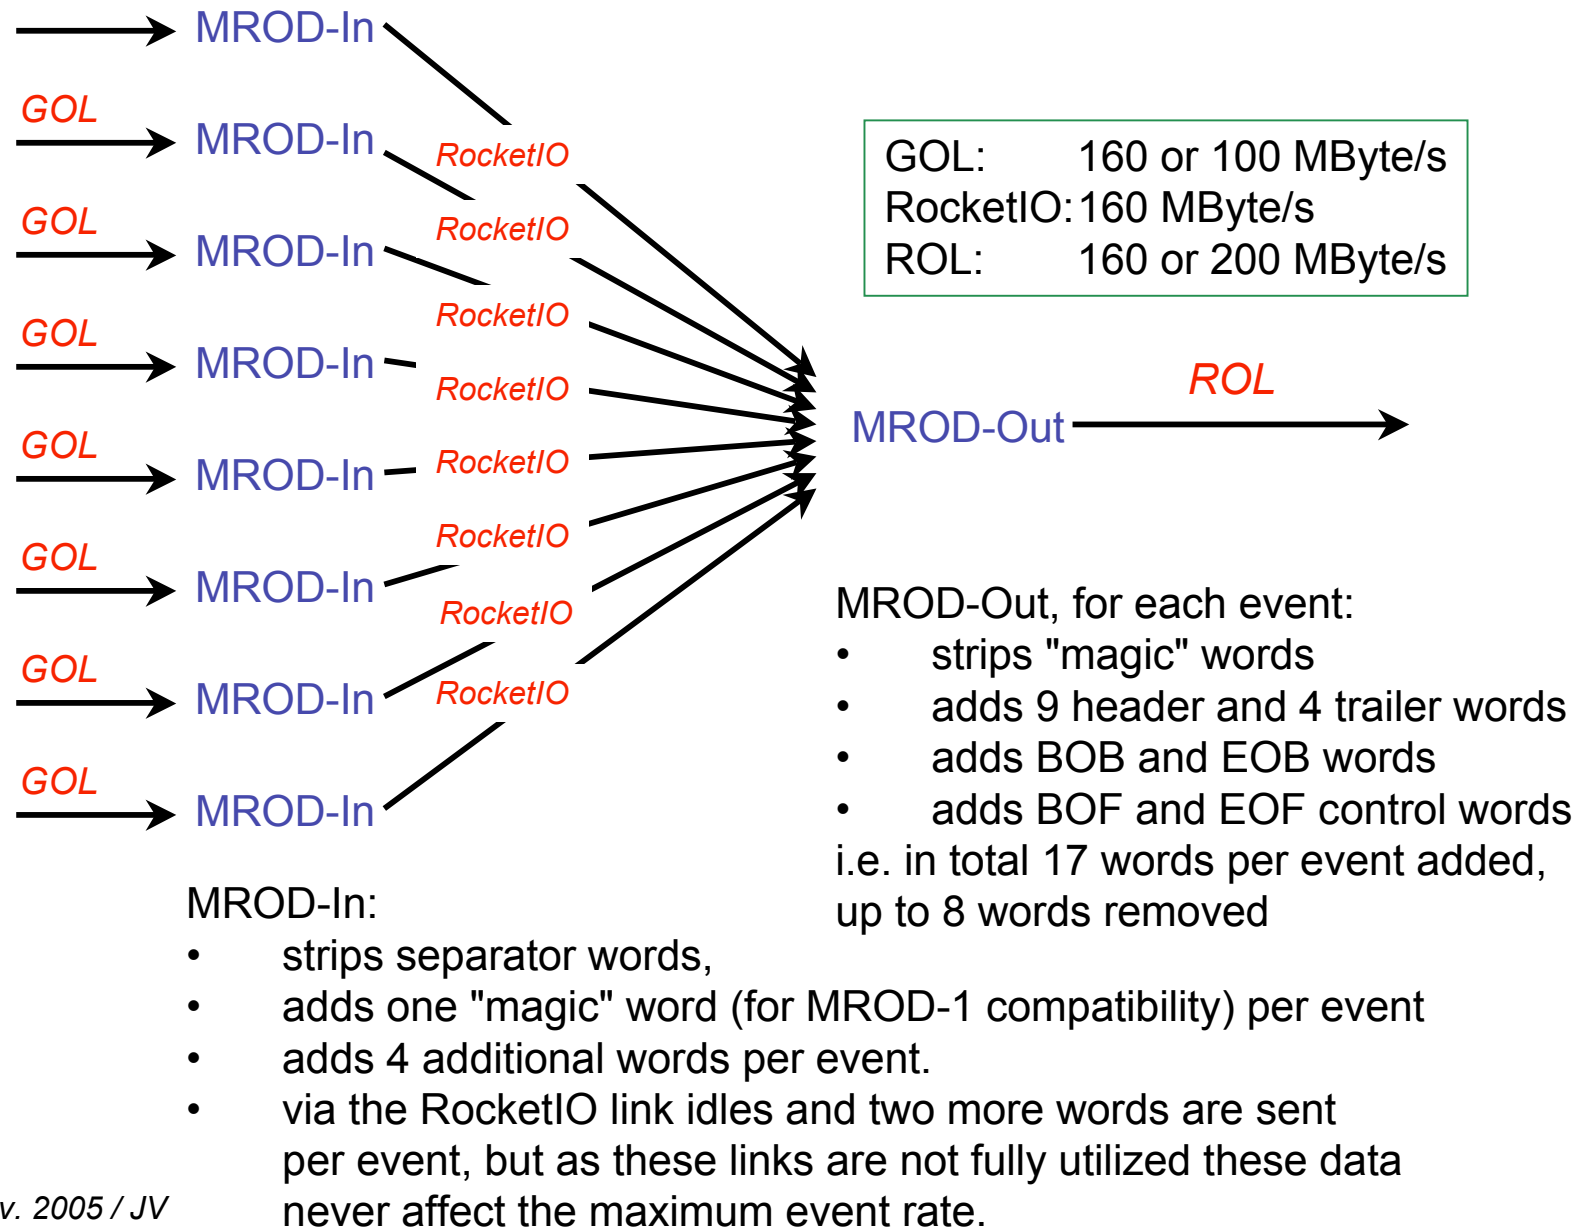 MROD-In
GOL
MROD-In
RocketIO
GOL: 160 or 100 MByte/s
RocketIO: 160 MByte/s
ROL: 160 or 200 MByte/s
GOL
MROD-In
RocketIO
GOL
MROD-In
RocketIO
RocketIO
ROL
MROD-Out
GOL
MROD-In
RocketIO
GOL
MROD-In
RocketIO
GOL
MROD-In
RocketIO
RocketIO
GOL
MROD-In
MROD-Out, for each event:
• strips "magic" words
• adds 9 header and 4 trailer words
• adds BOB and EOB words
• adds BOF and EOF control words
i.e. in total 17 words per event added,
up to 8 words removed
MROD-In:
• strips separator words,
• adds one "magic" word (for MROD-1 compatibility) per event
• adds 4 additional words per event.
• via the RocketIO link idles and two more words are sent
per event, but as these links are not fully utilized these data
never affect the maximum event rate.
v. 2005 / JV